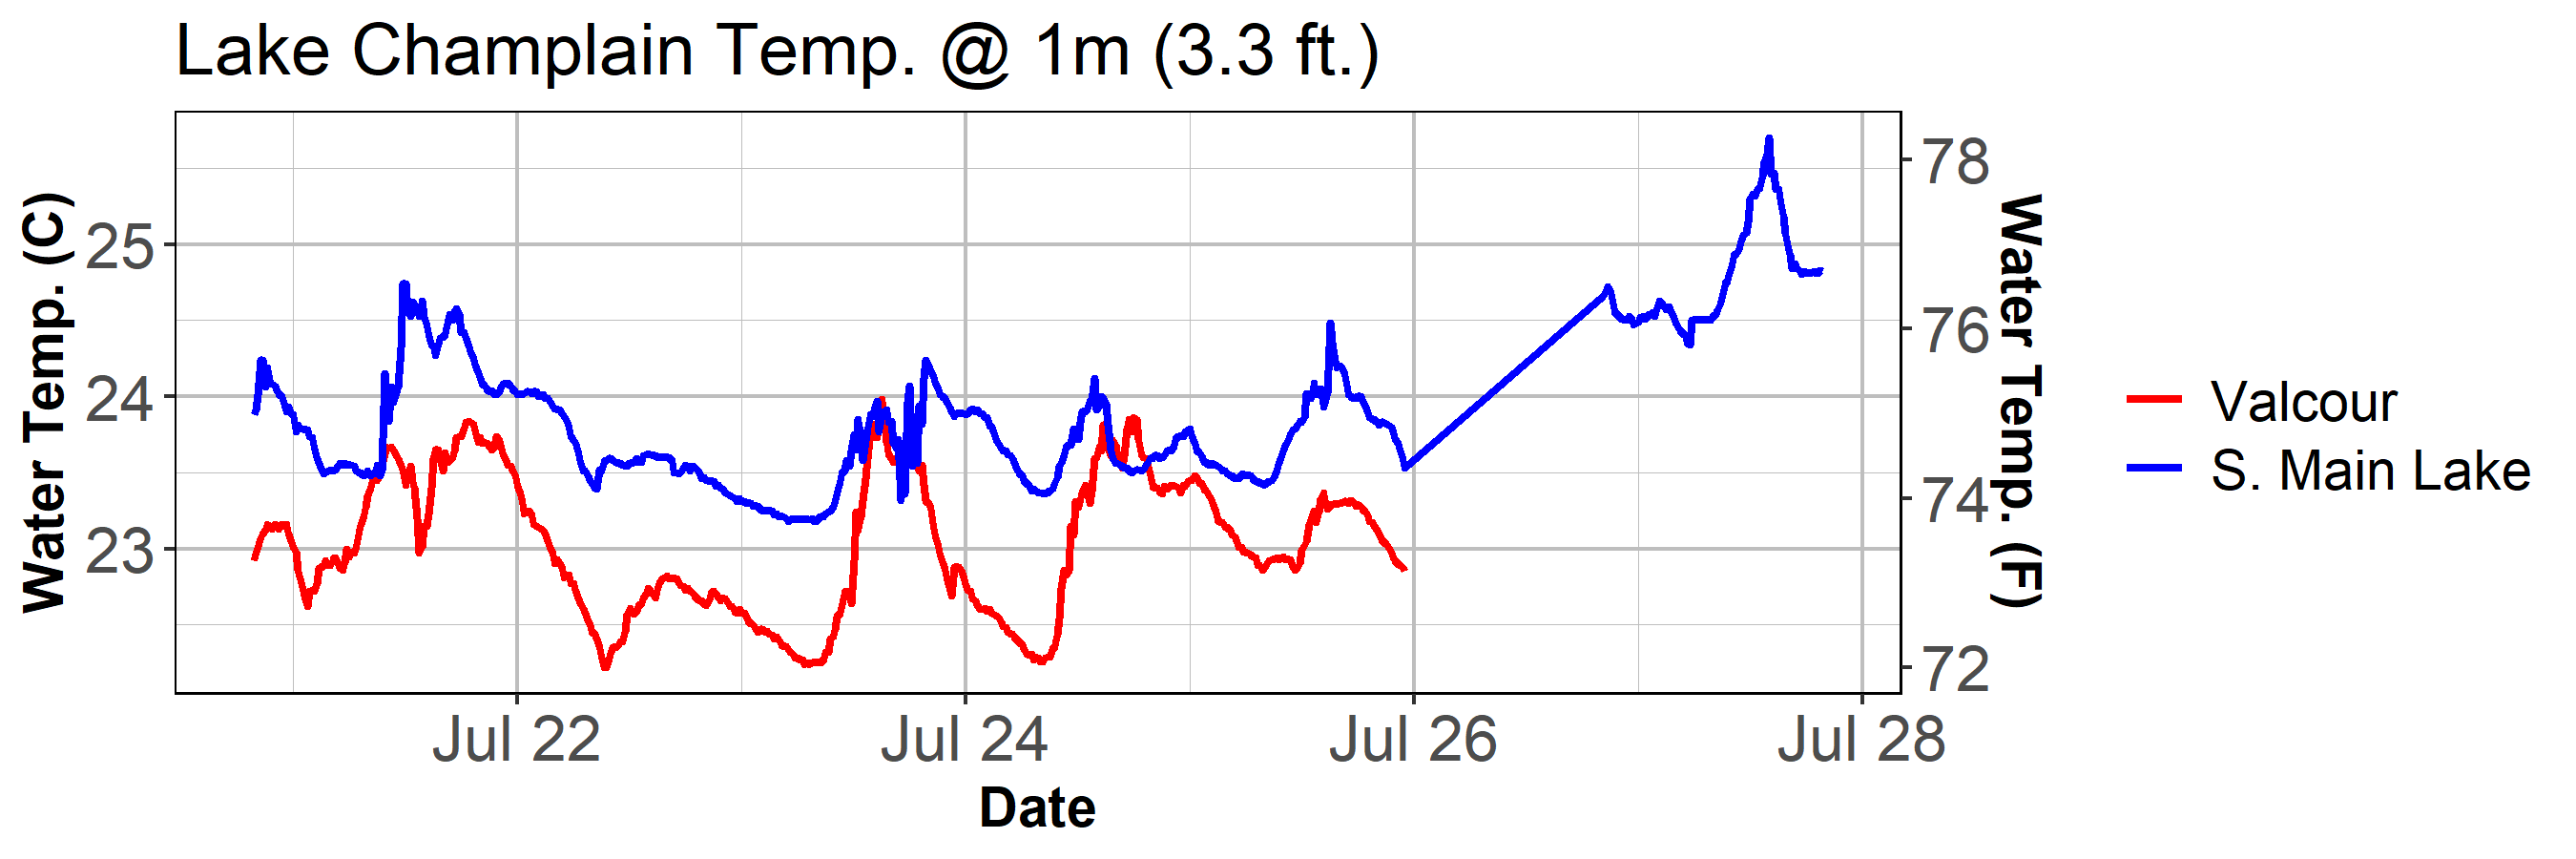 Lake Champlain Temp. @ 1m (3.3 ft.)
Water Temp. (C)
25
24
23
78
76
74
72
Water Temp. (F)
Valcour
S. Main Lake
Jul 22
Jul 24
Jul 26
Jul 28
Date